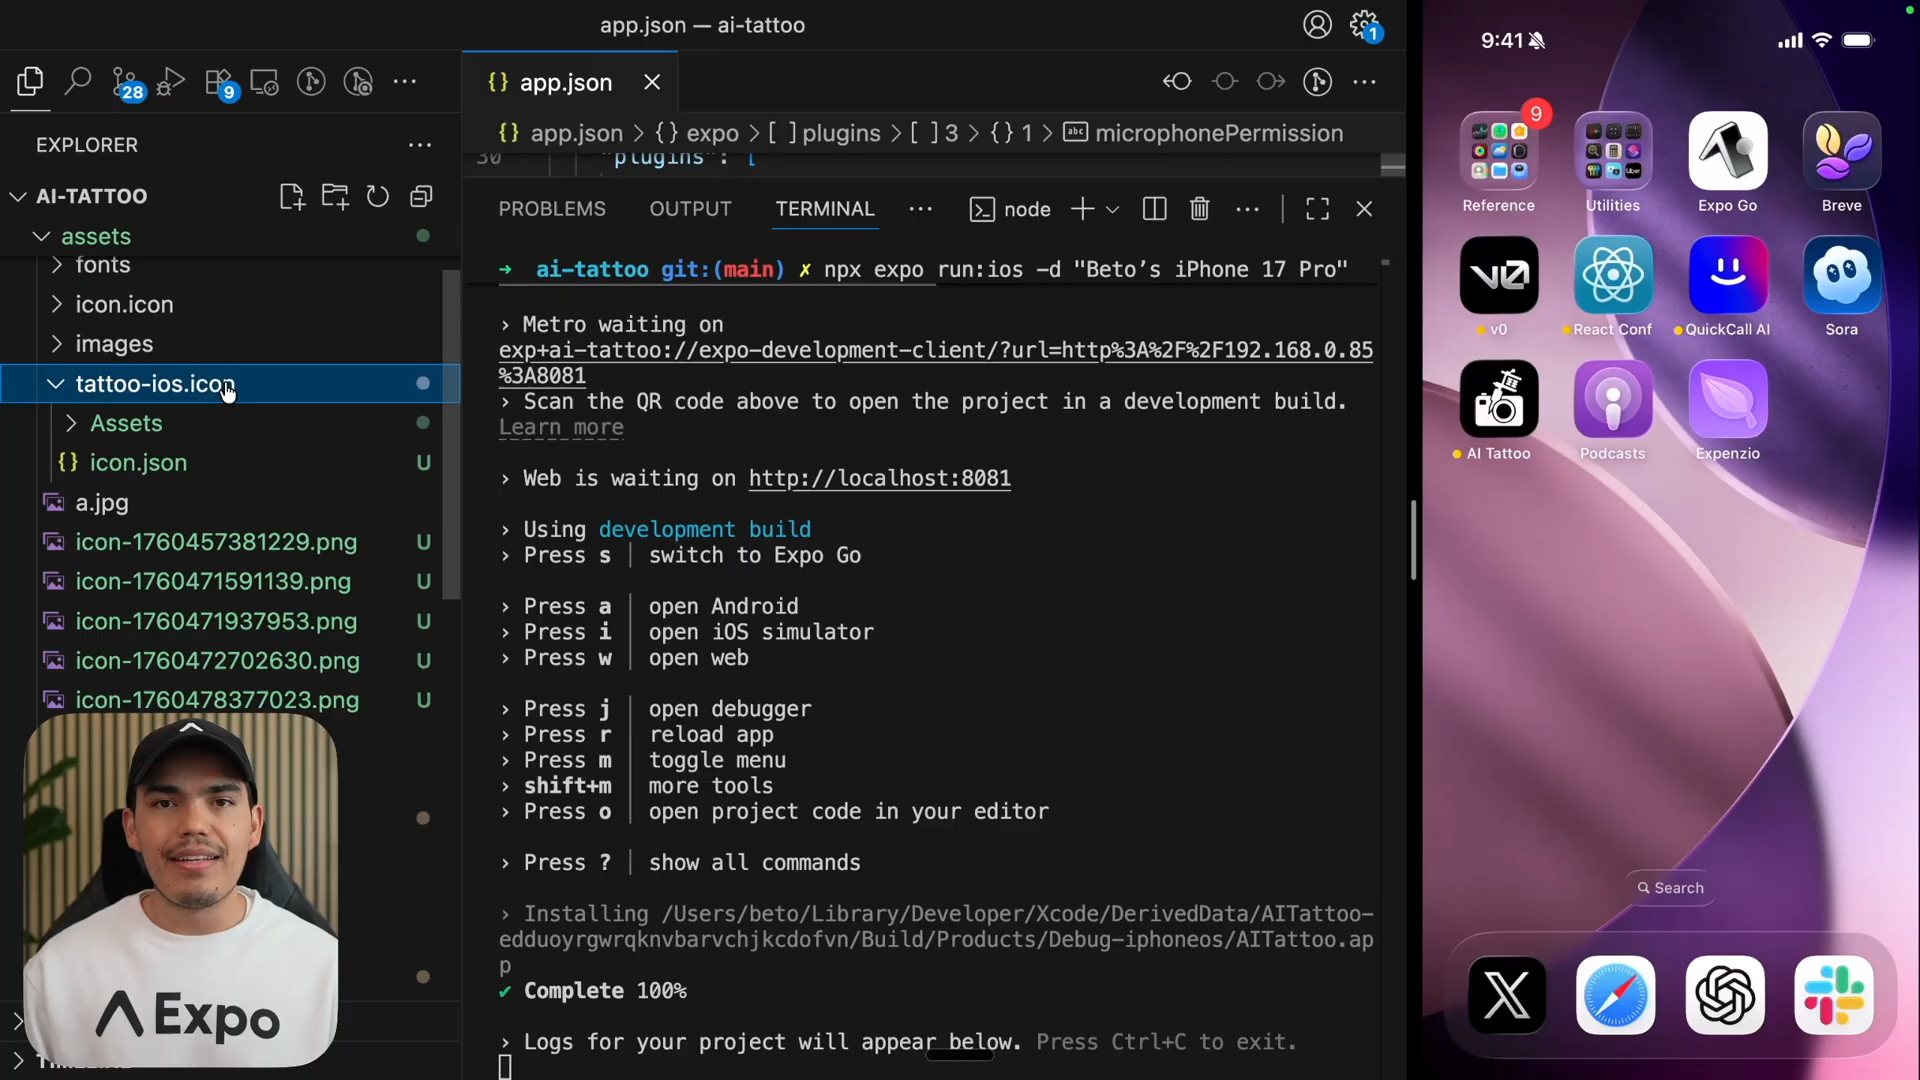 app.json — ai-tattoo
1
28
9
{} app.json
EXPLORER
{} app.json > {} expo > [ ] plugins > [ ] 3 > {} 1 > abc microphonePermission
AI-TATTOO
assets
fonts
icon.icon
images
tattoo-ios.icon
Assets
{} icon.json U
a.jpg
icon-1760457381229.png U
icon-1760471591139.png U
icon-1760471937953.png U
icon-1760472702630.png U
icon-1760478377023.png U
Expo
30 "plugins": [
PROBLEMS OUTPUT TERMINAL ... node
→ ai-tattoo git:(main) ✗ npx expo run:ios -d "Beto’s iPhone 17 Pro"
› Metro waiting on
exp+ai-tattoo://expo-development-client/?url=http%3A%2F%2F192.168.0.85
%3A8081
› Scan the QR code above to open the project in a development build.
Learn more
› Web is waiting on http://localhost:8081
› Using development build
› Press s │ switch to Expo Go
› Press a │ open Android
› Press i │ open iOS simulator
› Press w │ open web
› Press j │ open debugger
› Press r │ reload app
› Press m │ toggle menu
› shift+m │ more tools
› Press o │ open project code in your editor
› Press ? │ show all commands
› Installing /Users/beto/Library/Developer/Xcode/DerivedData/AITattoo-
edduoyrgwrqknvbarvchjkcdofvn/Build/Products/Debug-iphoneos/AITattoo.ap
p
✔ Complete 100%
› Logs for your project will appear below. Press Ctrl+C to exit.
9:41
9
Reference Utilities Expo Go Breve
v0
v0 React Conf QuickCall AI Sora
AI Tattoo Podcasts Expenzio
Search